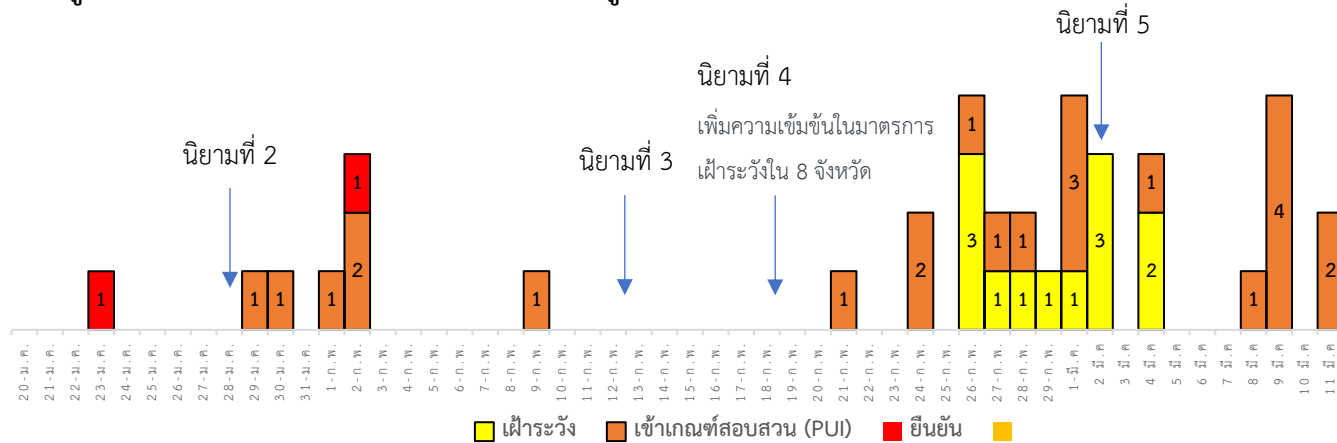 นิยามที่ 5
นิยามที่ 4
เพิ่มความเข้มข้นในมาตรการ
เฝ้าระวังใน 8 จังหวัด
นิยามที่ 2
นิยามที่ 3
1
1
1
1
1
2
1
1
2
1
3
1
1
1
1
1
3
1
3
1
2
1
4
2
20-ม.ค.
21-ม.ค.
22-ม.ค.
23-ม.ค.
24-ม.ค.
25-ม.ค.
26-ม.ค.
27-ม.ค.
28-ม.ค.
29-ม.ค.
30-ม.ค.
31-ม.ค.
1-ก.พ.
2-ก.พ.
3-ก.พ.
4-ก.พ.
5-ก.พ.
6-ก.พ.
7-ก.พ.
8-ก.พ.
9-ก.พ.
10-ก.พ.
11-ก.พ.
12-ก.พ.
13-ก.พ.
14-ก.พ.
15-ก.พ.
16-ก.พ.
17-ก.พ.
18-ก.พ.
19-ก.พ.
20-ก.พ.
21-ก.พ.
22-ก.พ.
23-ก.พ.
24-ก.พ.
25-ก.พ.
26-ก.พ.
27-ก.พ.
28-ก.พ.
29-ก.พ.
1-มี.ค.
2 มี.ค
3 มี.ค
4 มี.ค
5 มี.ค
6 มี.ค
7 มี.ค
8 มี.ค
9 มี.ค
10 มี.ค
11 มี.ค
เฝ้าระวัง เข้าเกณฑ์สอบสวน (PUI) ยืนยัน